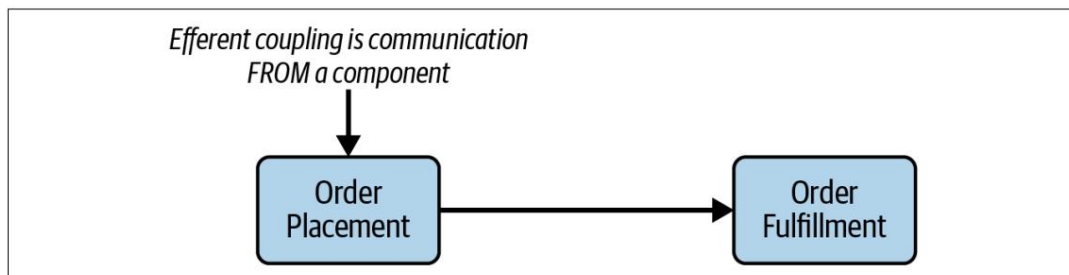 Efferent coupling is communication
FROM a component
Order
Placement
Order
Fulfillment